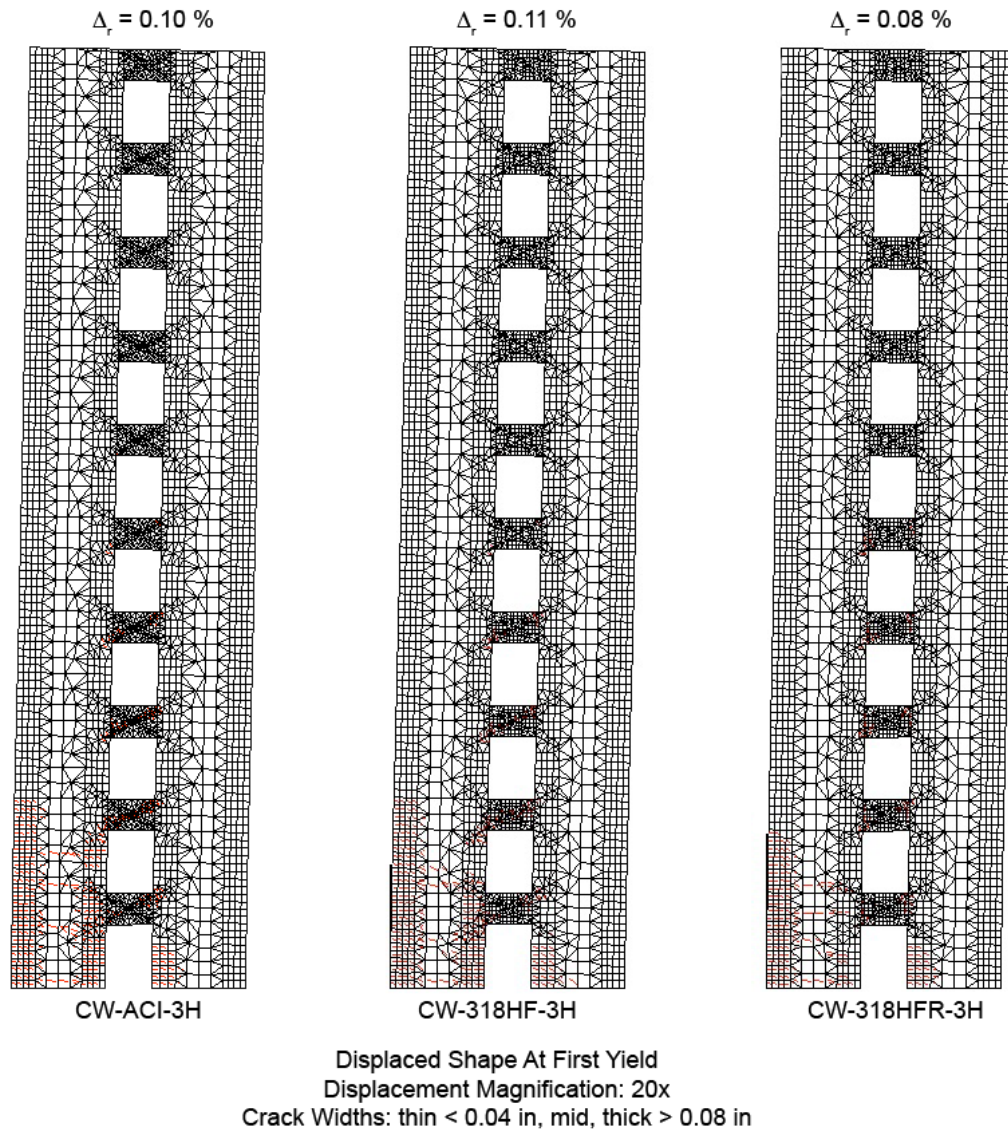 Δr = 0.10 %
Δr = 0.11 %
Δr = 0.08 %
CW-ACI-3H
CW-318HF-3H
CW-318HFR-3H
Displaced Shape At First Yield
Displacement Magnification: 20x
Crack Widths: thin < 0.04 in, mid, thick > 0.08 in